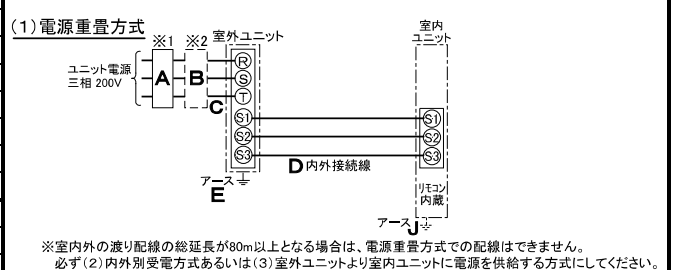 (1)電源重畳方式
※1 ※2 室外ユニット 室内ユニット
ユニット電源
三相 200V
A B C
R
S
T
S1 S1
S2 S2
S3 S3
D 内外接続線
アース
E
リモコン
内蔵
アース J
※室内外の渡り配線の総延長が80m以上となる場合は、電源重畳方式での配線はできません。
必ず(2)内外別受電方式あるいは(3)室外ユニットより室内ユニットに電源を供給する方式にしてください。